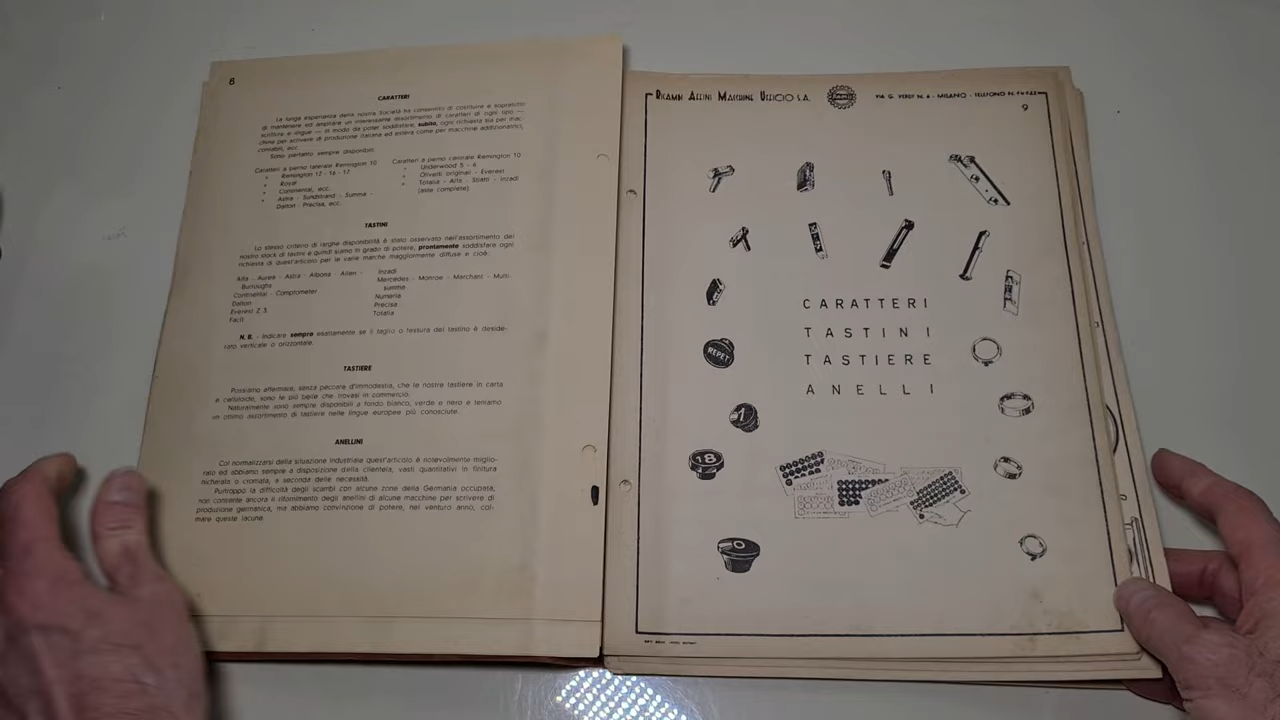 8
CARATTERI
La lunga esperienza della nostra Società ha consentito di costituire e soprattutto
di mantenere ed ampliare un interessante assortimento di caratteri di ogni tipo —
scrittura e lingue — in modo da poter soddisfare, subito, ogni richiesta sia per mac-
chine per scrivere di produzione italiana ed estera come per macchine addizionatrici,
contabili, ecc.
Sono pertanto sempre disponibili:
Caratteri a perno laterale Remington 10
» Remington 12 - 16 - 17
» Royal
» Continental, ecc.
» Astra - Sundstrand - Summa -
Dalton - Precisa, ecc.
Caratteri a perno centrale Remington 10
» Underwood 5 - 6
» Olivetti originali - Everest
» Totalia - Alfa - Sbalti - Inzadi
(aste complete).
TASTINI
Lo stesso criterio di larghe disponibilità è stato osservato nell'assortimento del
nostro stock di tastini e quindi siamo in grado di potere, prontamente soddisfare ogni
richiesta di quest'articolo per le varie marche maggiormente diffuse e cioè:
Alfa - Aurea - Astra - Albona - Allen -
Burroughs
Continental - Comptometer
Dalton
Everest Z 3
Facit
Inzadi
Mercedes - Monroe - Marchant - Multi-
summa
Numeria
Precisa
Totalia
N. B. - Indicare sempre esattamente se il taglio o fessura del tastino è deside-
rato verticale o orizzontale.
TASTIERE
Possiamo affermare, senza peccare d'immodestia, che le nostre tastiere in carta
e celluloide, sono le più belle che trovasi in commercio.
Naturalmente sono sempre disponibili a fondo bianco, verde e nero e teniamo
un ottimo assortimento di tastiere nelle lingue europee più conosciute.
ANELLINI
Col normalizzarsi della situazione industriale quest'articolo è notevolmente miglio-
rato ed abbiamo sempre a disposizione della clientela, vasti quantitativi in finitura
nichelata o cromata, a seconda delle necessità.
Purtroppo la difficoltà degli scambi con alcune zone della Germania occupata,
non consente ancora il rifornimento degli anellini di alcune macchine per scrivere di
produzione germanica, ma abbiamo convinzione di potere, nel venturo anno, col-
mare queste lacune.
RICAMBI AFFINI MACCHINE UFFICIO S.A.
VIA G. VERDI N. 6 - MILANO - TELEFONO N.
9
CARATTERI
TASTINI
TASTIERE
ANELLI
REPET
1
18
0